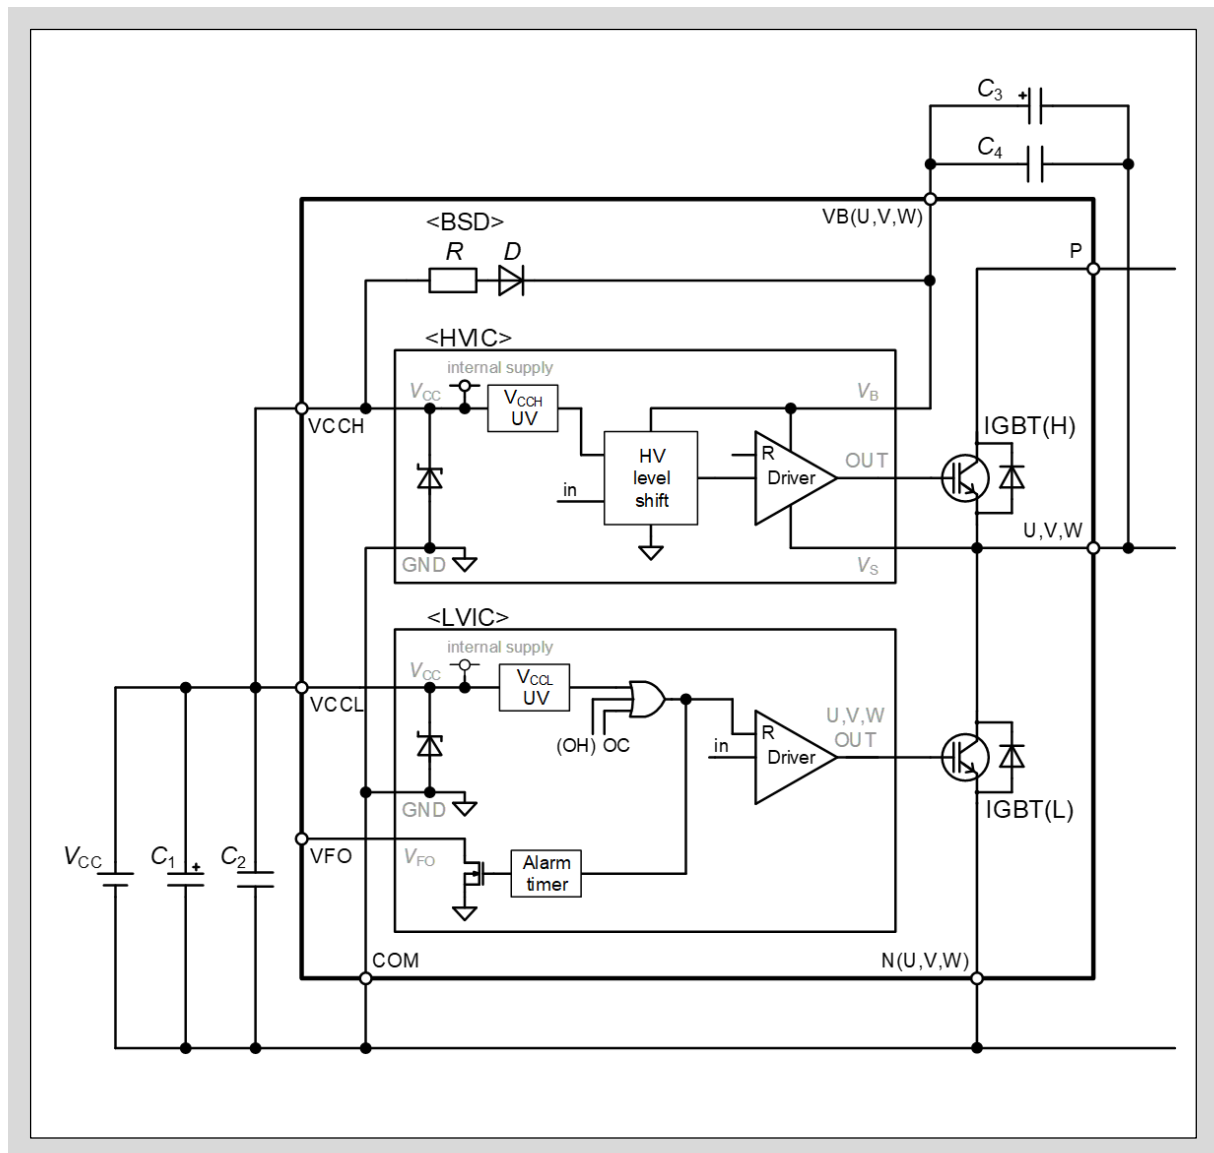 C3 +
C4
VB(U,V,W)
<BSD>
R D
P
<HVIC>
internal supply
VCC
VCCH
UV
VB
VCCH
IGBT(H)
HV
level
shift
R
Driver
OUT
in
U,V,W
GND
VS
<LVIC>
internal supply
VCC
VCCL
UV
VCCL
(OH) OC
U,V,W
OUT
R
in
Driver
GND
IGBT(L)
VCC
C1 +
C2
VFO
VFO
Alarm
timer
COM
N(U,V,W)